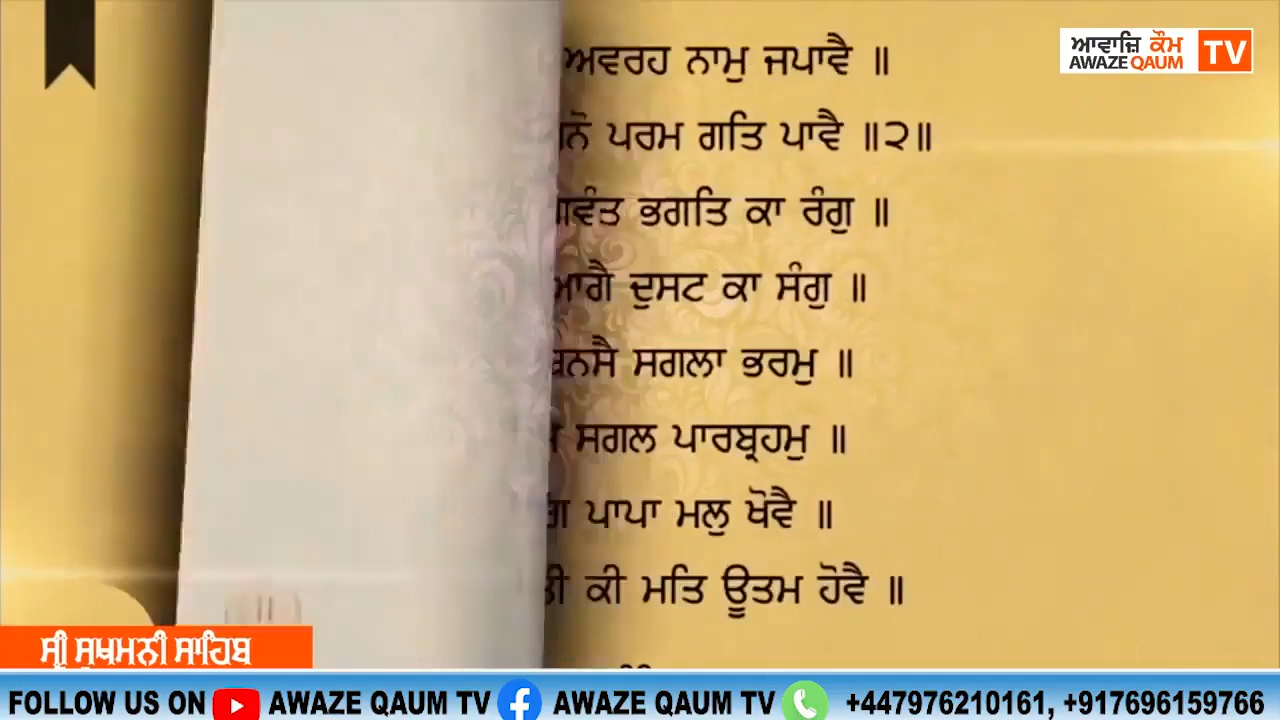 ਆਵਾਜ਼ਿ ਕੌਮ
AWAZE QAUM TV
ਅਵਰਹ ਨਾਮੁ ਜਪਾਵੈ ॥
ਪਰਮ ਗਤਿ ਪਾਵੈ ॥੨॥
ਭਗਤਿ ਕਾ ਰੰਗੁ ॥
ਦੁਸਟ ਕਾ ਸੰਗੁ ॥
ਸਗਲਾ ਭਰਮੁ ॥
ਸਗਲ ਪਾਰਬ੍ਰਹਮੁ ॥
ਪਾਪਾ ਮਲੁ ਖੋਵੈ ॥
ਕੀ ਮਤਿ ਊਤਮ ਹੋਵੈ ॥
ਸ੍ਰੀ ਸੁਖਮਨੀ ਸਾਹਿਬ
FOLLOW US ON AWAZE QAUM TV AWAZE QAUM TV +447976210161, +917696159766